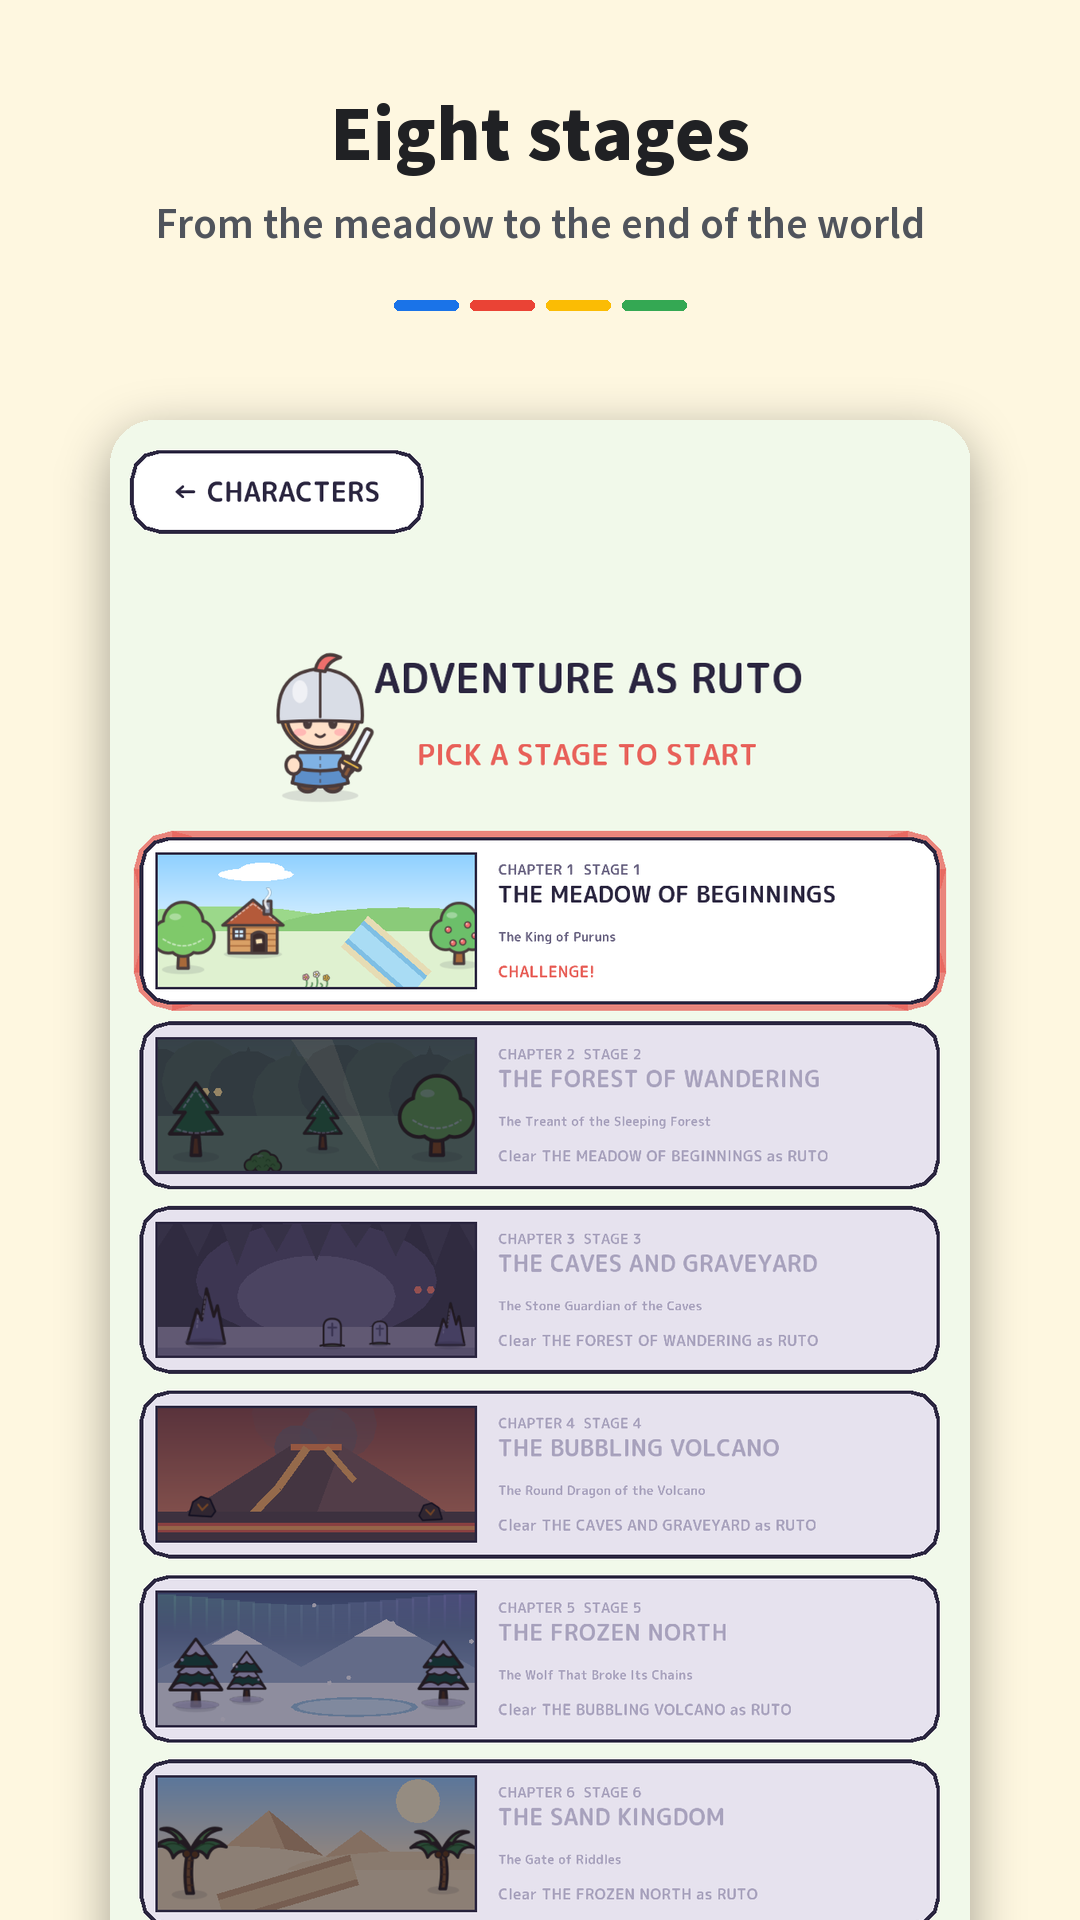 Eight stages
From the meadow to the end of the world
← CHARACTERS
ADVENTURE AS RUTO
PICK A STAGE TO START
CHAPTER 1 STAGE 1
THE MEADOW OF BEGINNINGS
The King of Puruns
CHALLENGE!
CHAPTER 2 STAGE 2
THE FOREST OF WANDERING
The Treant of the Sleeping Forest
Clear THE MEADOW OF BEGINNINGS as RUTO
CHAPTER 3 STAGE 3
THE CAVES AND GRAVEYARD
The Stone Guardian of the Caves
Clear THE FOREST OF WANDERING as RUTO
CHAPTER 4 STAGE 4
THE BUBBLING VOLCANO
The Round Dragon of the Volcano
Clear THE CAVES AND GRAVEYARD as RUTO
CHAPTER 5 STAGE 5
THE FROZEN NORTH
The Wolf That Broke Its Chains
Clear THE BUBBLING VOLCANO as RUTO
CHAPTER 6 STAGE 6
THE SAND KINGDOM
The Gate of Riddles
Clear THE FROZEN NORTH as RUTO